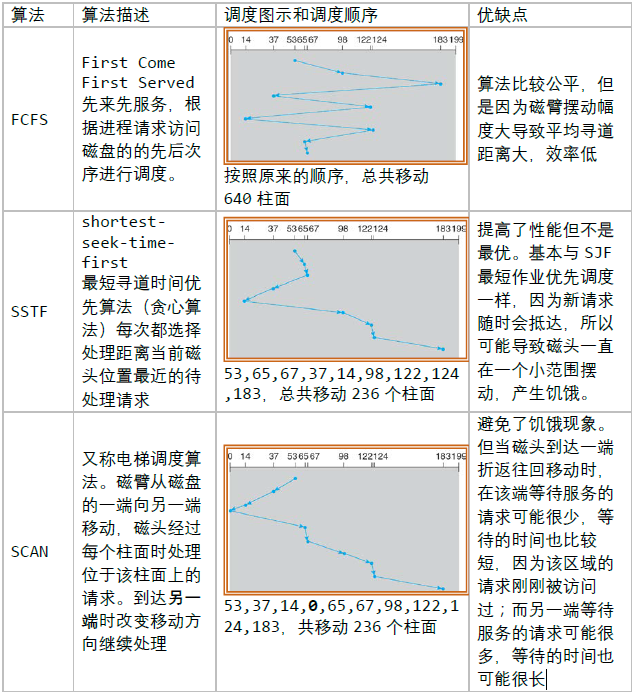 算法 算法描述 调度图示和调度顺序 优缺点
FCFS
First Come
First Served
先来先服务，根
据进程请求访问
磁盘的的先后次
序进行调度。
0 14 37 536567 98 122124 183 199
按照原来的顺序，总共移动
640 柱面
算法比较公平，但
是因为磁臂摆动幅
度大导致平均寻道
距离大，效率低
SSTF
shortest-
seek-time-
first
最短寻道时间优
先算法（贪心算
法）每次都选择
处理距离当前磁
头位置最近的待
处理请求
0 14 37 536567 98 122124 183199
53,65,67,37,14,98,122,124
,183，总共移动 236 个柱面
提高了性能但不是
最优。基本与 SJF
最短作业优先调度
一样，因为新请求
随时会抵达，所以
可能导致磁头一直
在一个小范围摆
动，产生饥饿。
SCAN
又称电梯调度算
法。磁臂从磁盘
的一端向另一端
移动，磁头经过
每个柱面时处理
位于该柱面上的
请求。到达另一
端时改变移动方
向继续处理
0 14 37 536567 98 122124 183199
53,37,14,0,65,67,98,122,1
24,183，共移动 236 个柱面
避免了饥饿现象。
但当磁头到达一端
折返往回移动时，
在该端等待服务的
请求可能很少，等
待的时间也比较
短，因为该区域的
请求刚刚被访问
过；而另一端等待
服务的请求可能很
多，等待的时间也
可能很长